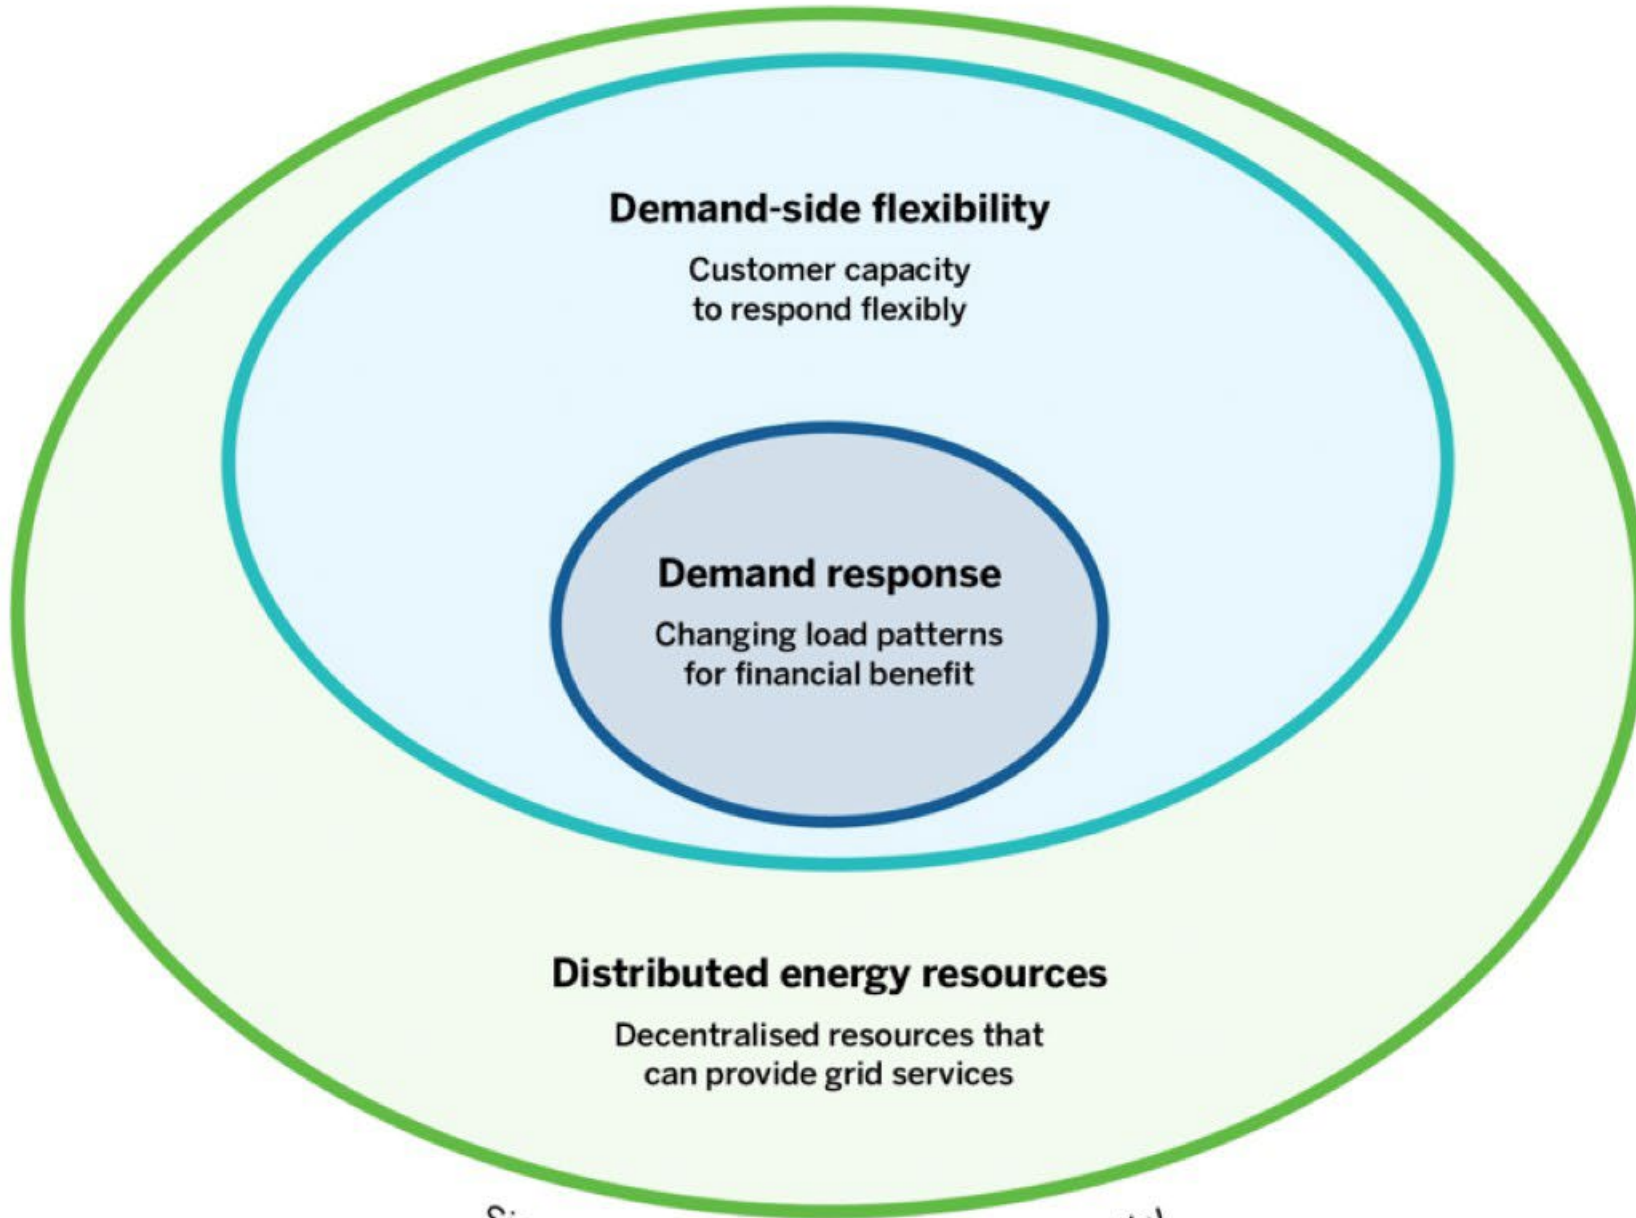 Demand-side flexibility
Customer capacity
to respond flexibly
Demand response
Changing load patterns
for financial benefit
Distributed energy resources
Decentralised resources that
can provide grid services